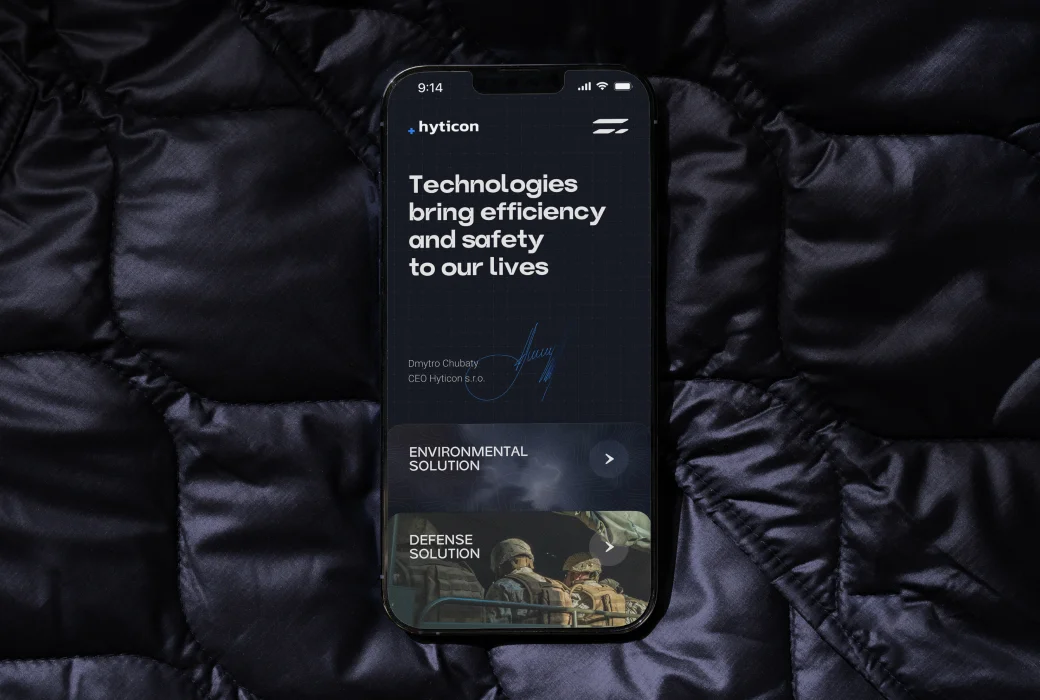 9:14
hyticon
Technologies
bring efficiency
and safety
to our lives
Dmytro Chubaty
CEO Hyticon s.r.o.
ENVIRONMENTAL
SOLUTION
DEFENSE
SOLUTION